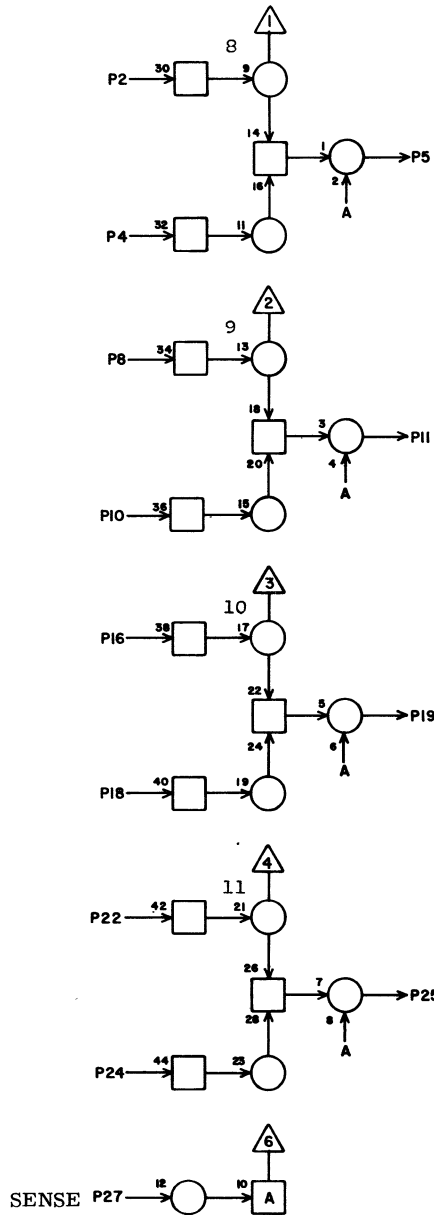 1
8
P2 30 9
14 1 P5
16 2
A
P4 32 11
2
9
P8 34 13
18 3 P11
20 4
A
P10 36 15
3
10
P16 38 17
22 5 P19
24 6
A
P18 40 19
4
11
P22 42 21
26 7 P25
28 8
A
P24 44 23
6
SENSE P27 12 10 A